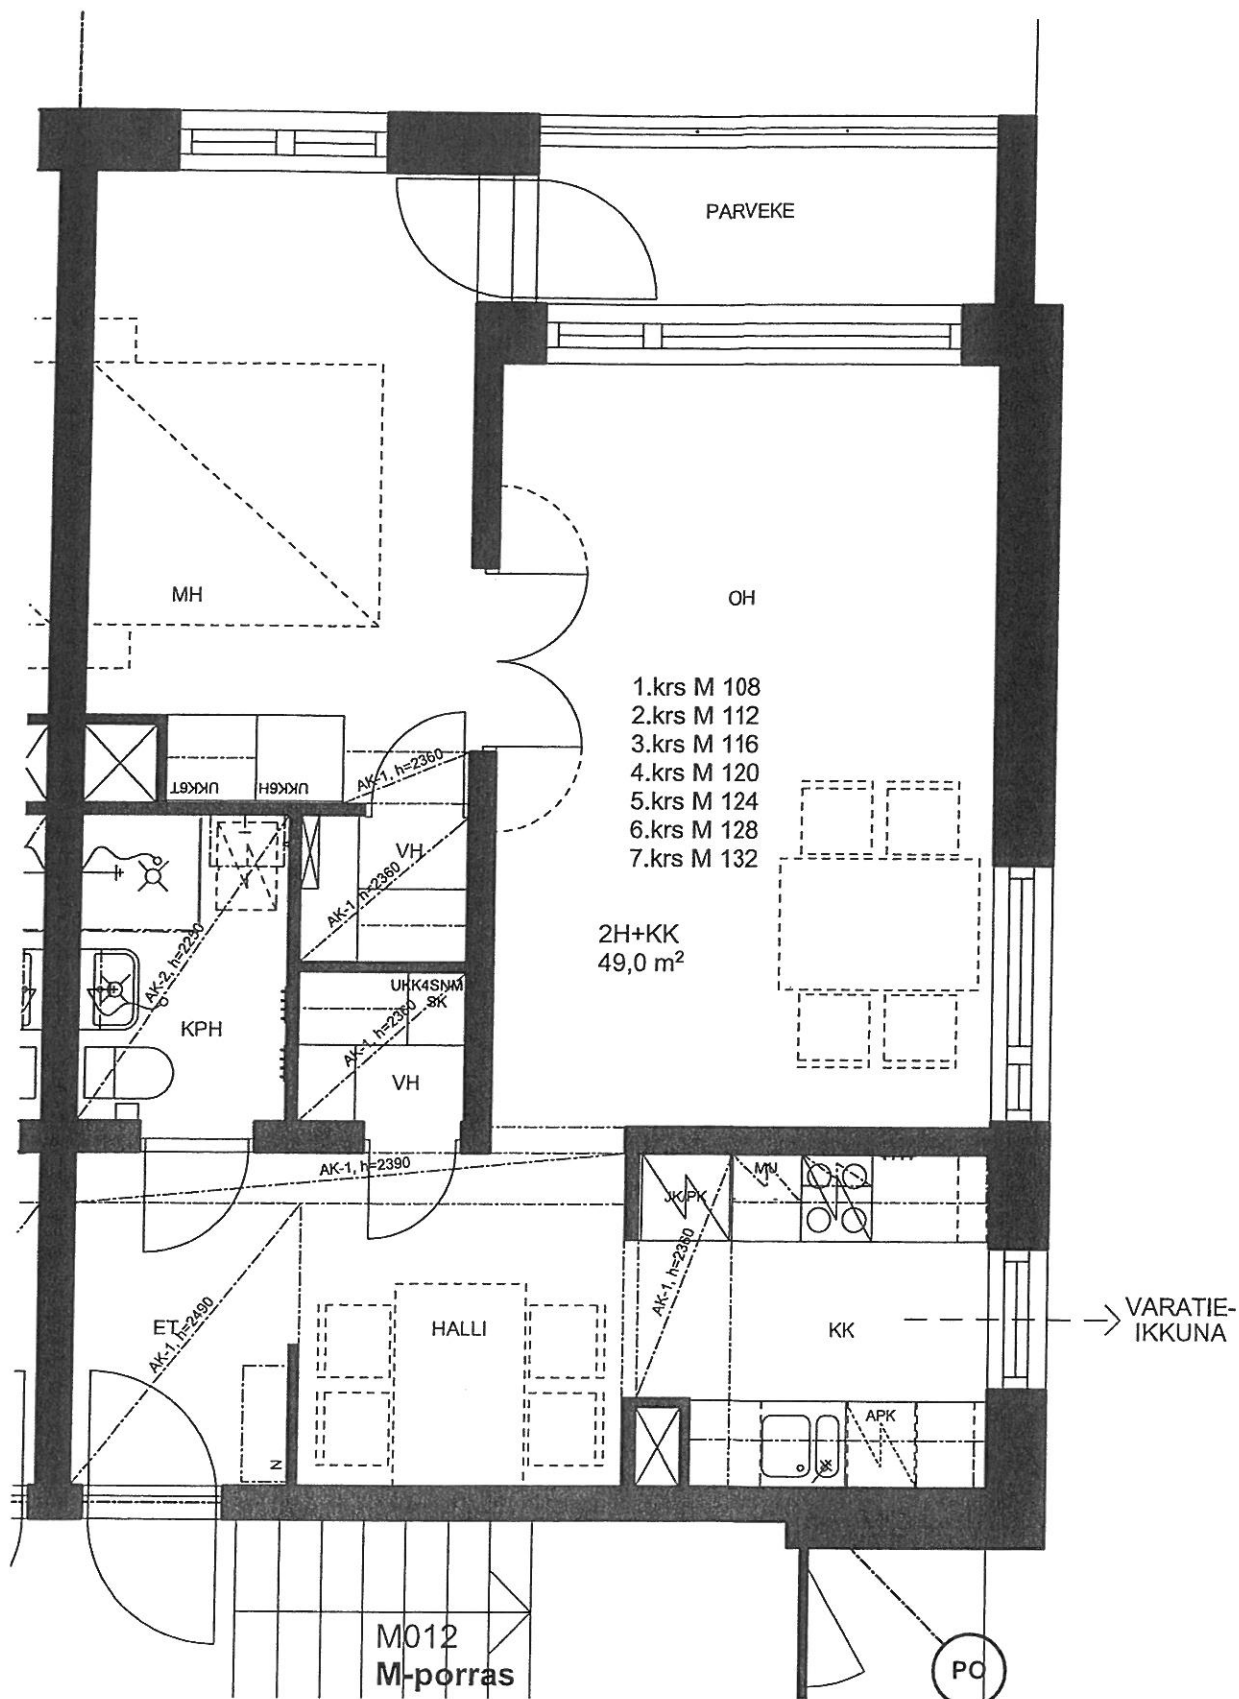 PARVEKE
MH
OH
1.krs M 108
2.krs M 112
3.krs M 116
4.krs M 120
5.krs M 124
6.krs M 128
7.krs M 132
2H+KK
49,0 m²
UKK6T
UKK6H
AK-1, h=2360
VH
AK-1, h=2360
AK-2, h=2250
KPH
UKK4SNM
SK
AK-1, h=2360
VH
AK-1, h=2390
JK/PK
MU
AK-1, h=2360
ET
AK-1, h=2490
HALLI
KK
VARATIE-
IKKUNA
N
APK
M012
M-porras
PO